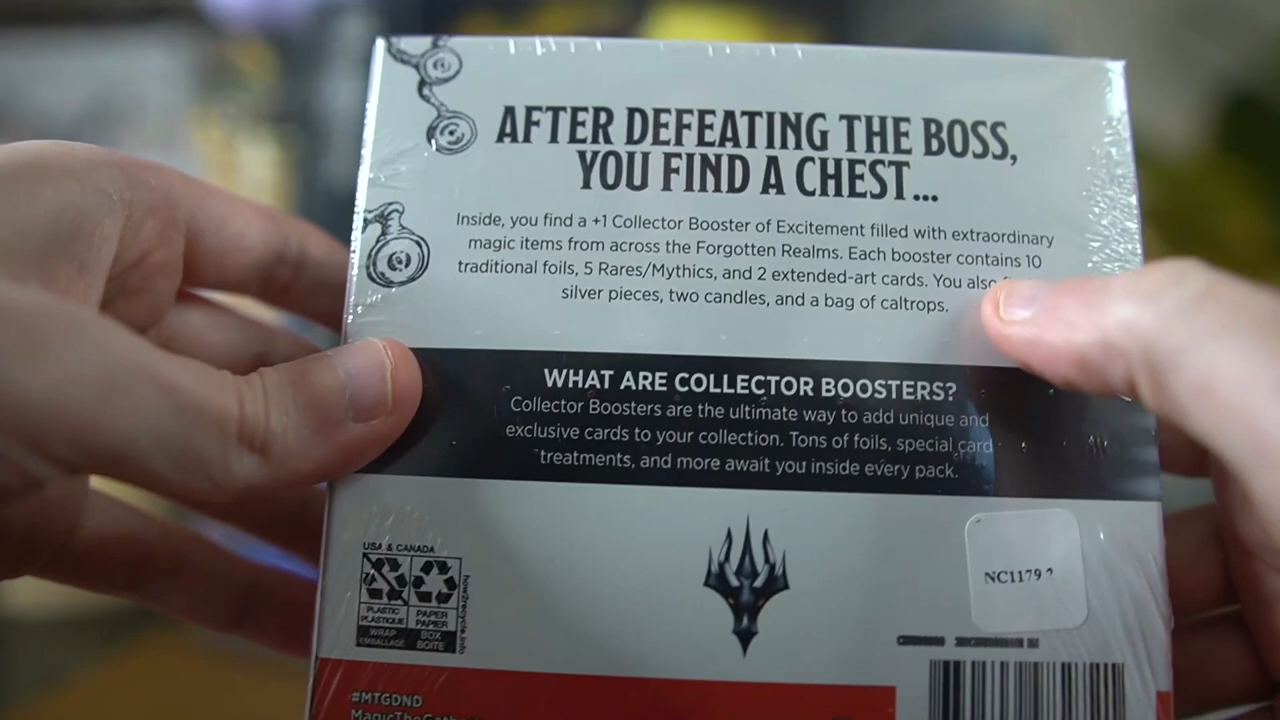 AFTER DEFEATING THE BOSS,
YOU FIND A CHEST...
Inside, you find a +1 Collector Booster of Excitement filled with extraordinary
magic items from across the Forgotten Realms. Each booster contains 10
traditional foils, 5 Rares/Mythics, and 2 extended-art cards. You also
silver pieces, two candles, and a bag of caltrops.
WHAT ARE COLLECTOR BOOSTERS?
Collector Boosters are the ultimate way to add unique and
exclusive cards to your collection. Tons of foils, special card
treatments, and more await you inside every pack.
USA & CANADA
PLASTIC PAPER
PLASTIQUE PAPIER
WRAP BOX
EMBALLAGE BOITE
how2recycle.info
NC1179
#MTGDND